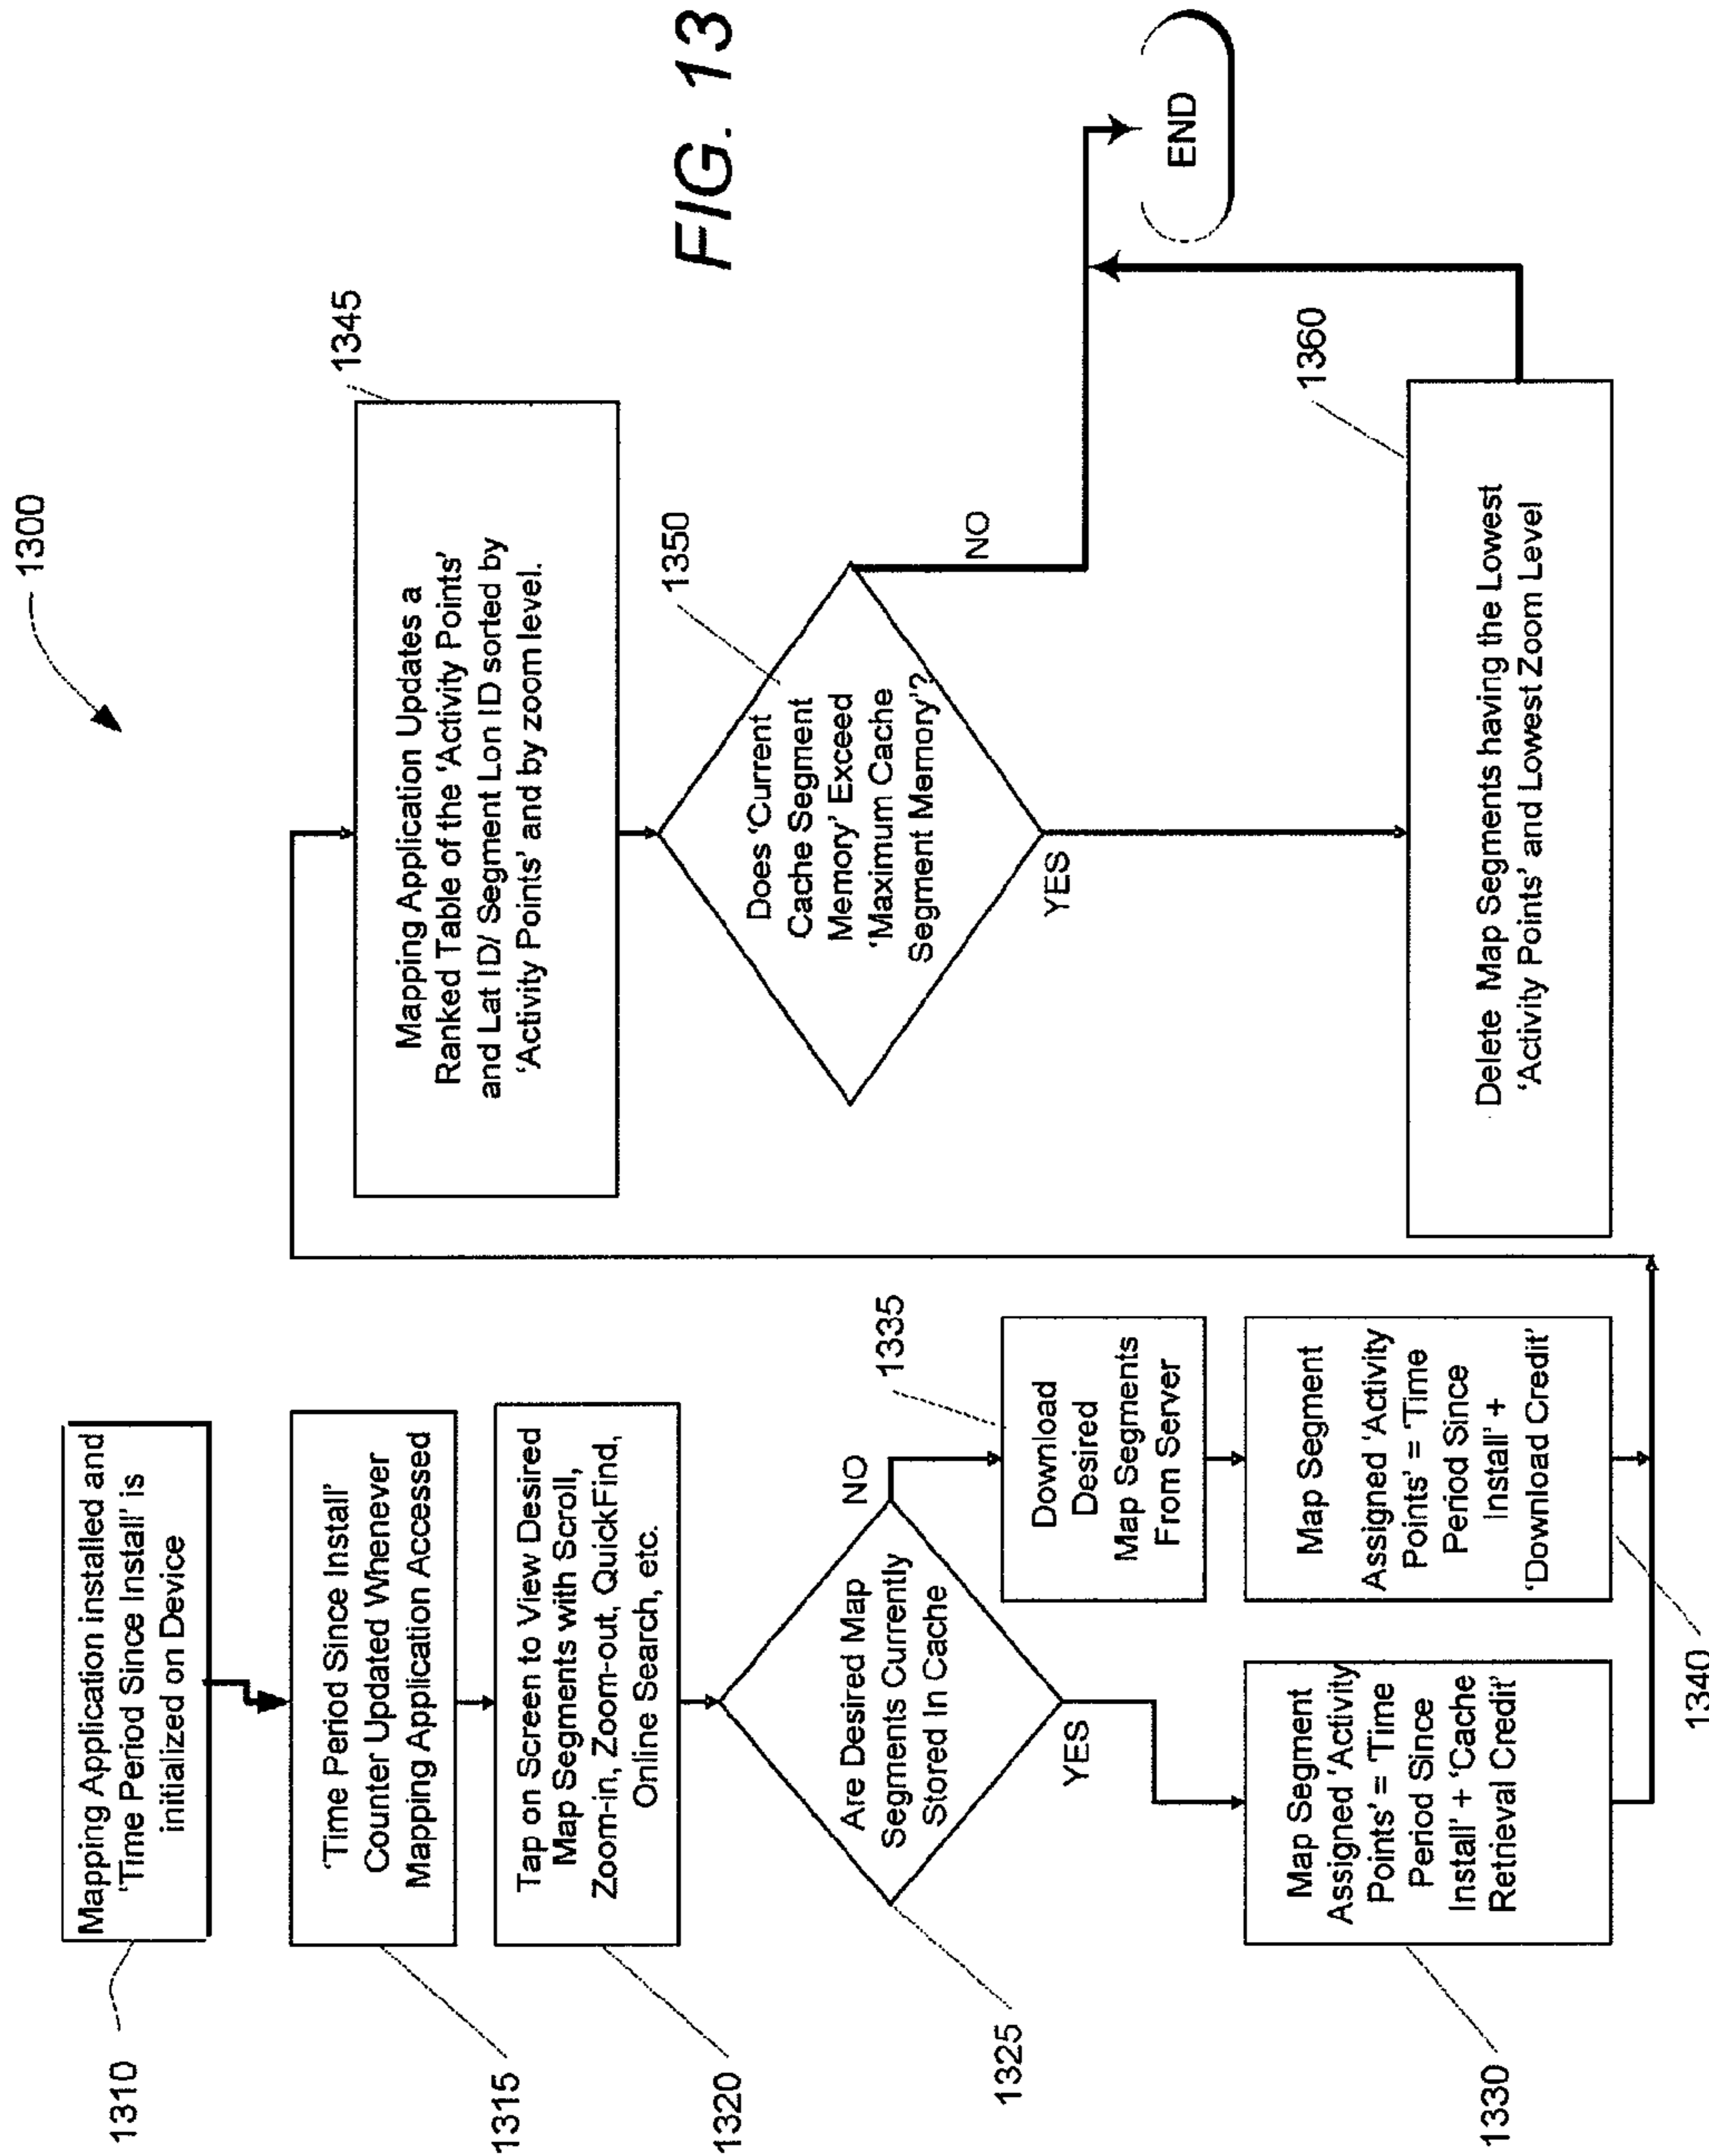 1300
1310
Mapping Application installed and
'Time Period Since Install' is
initialized on Device
1315
'Time Period Since Install'
Counter Updated Whenever
Mapping Application Accessed
1320
Tap on Screen to View Desired
Map Segments with Scroll,
Zoom-in, Zoom-out, QuickFind,
Online Search, etc.
1325
Are Desired Map
Segments Currently
Stored In Cache
NO
YES
1335
Download
Desired
Map Segments
From Server
1330
Map Segment
Assigned 'Activity
Points' = 'Time
Period Since
Install' + 'Cache
Retrieval Credit'
1340
Map Segment
Assigned 'Activity
Points' = 'Time
Period Since
Install' +
'Download Credit'
1345
Mapping Application Updates a
Ranked Table of the 'Activity Points'
and Lat ID/ Segment Lon ID sorted by
'Activity Points' and by zoom level.
1350
Does 'Current
Cache Segment
Memory' Exceed
'Maximum Cache
Segment Memory'?
NO
YES
1360
Delete Map Segments having the Lowest
'Activity Points' and Lowest Zoom Level
END
FIG. 13